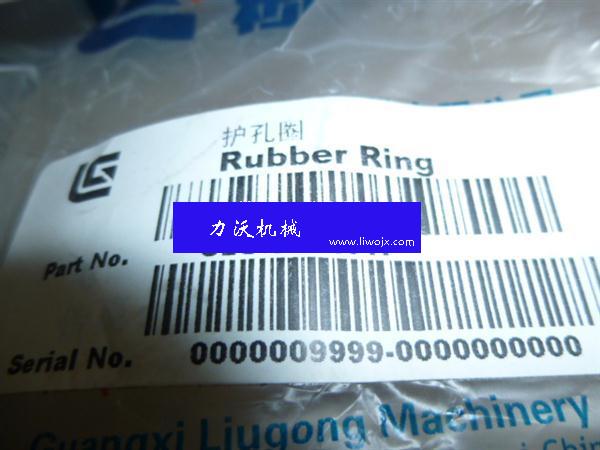 护孔圈
Rubber Ring
力沃机械
www.liwojx.com
Part No.
Serial No. 0000009999-0000000000
Guangxi Liugong Machinery